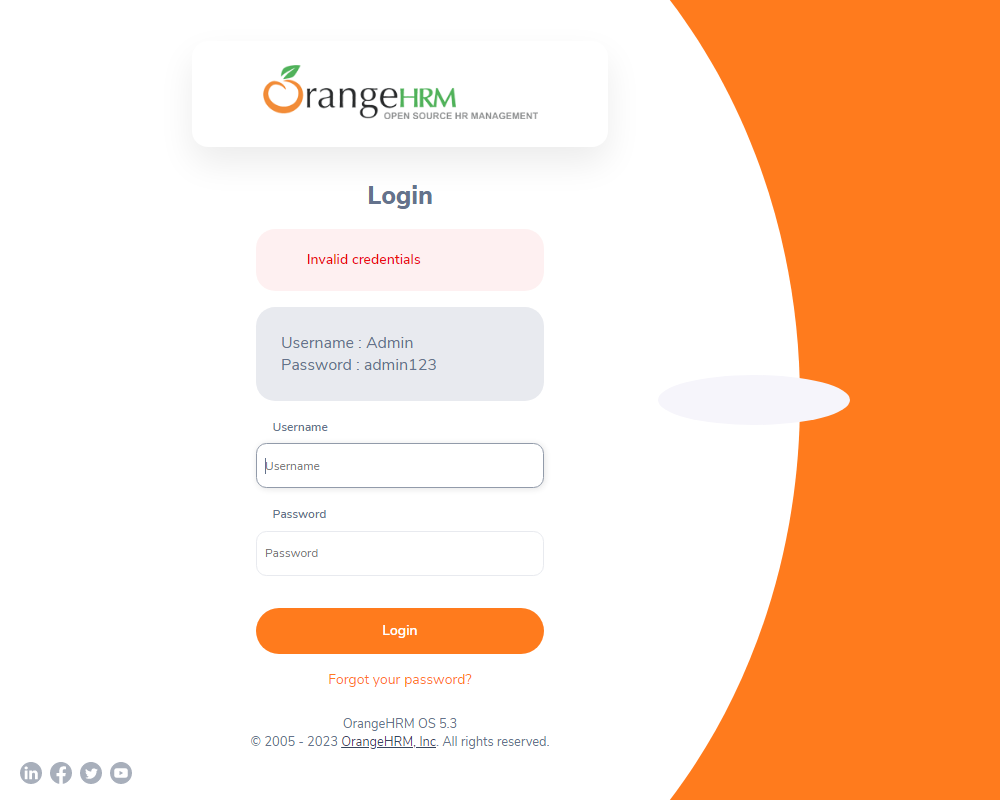 OrangeHRM
OPEN SOURCE HR MANAGEMENT
Login
Invalid credentials
Username : Admin
Password : admin123
Username
Username
Password
Password
Login
Forgot your password?
OrangeHRM OS 5.3
© 2005 - 2023 OrangeHRM, Inc. All rights reserved.